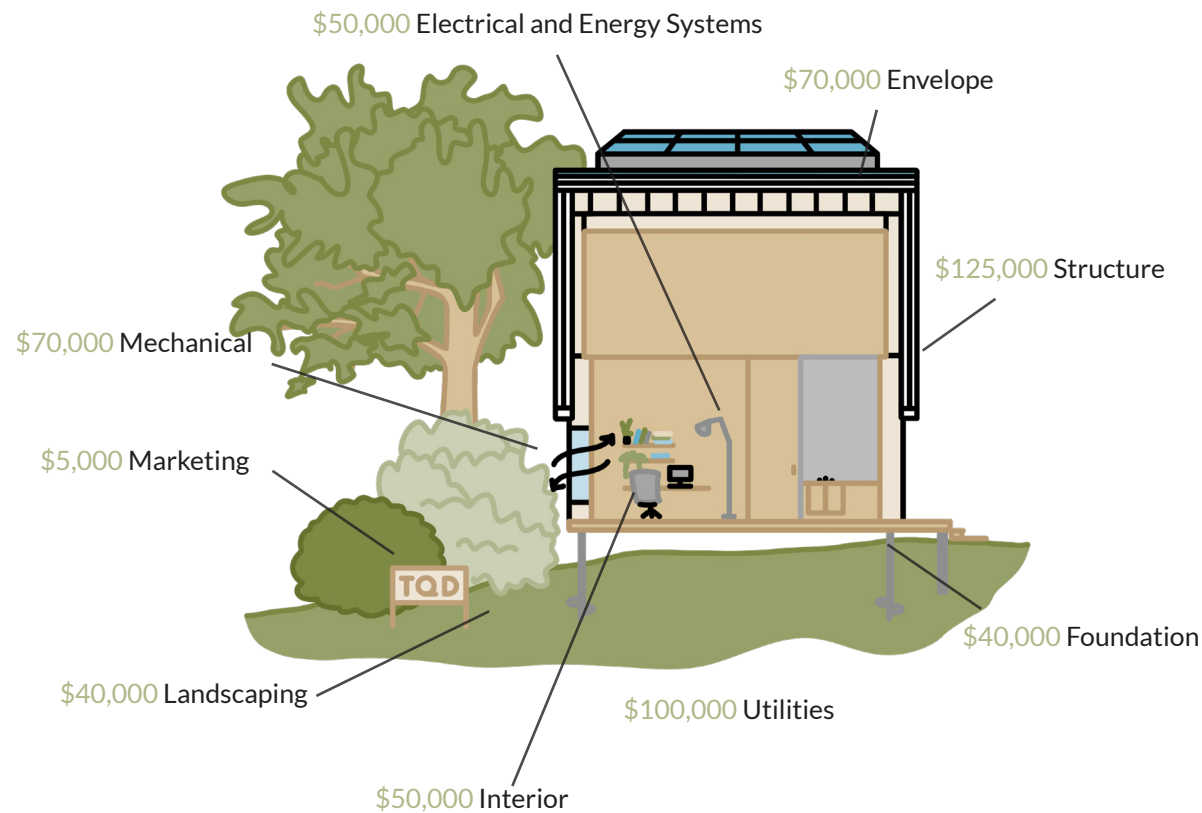 $50,000 Electrical and Energy Systems
$70,000 Envelope
$125,000 Structure
$70,000 Mechanical
$5,000 Marketing
TQD
$40,000 Foundation
$40,000 Landscaping
$100,000 Utilities
$50,000 Interior